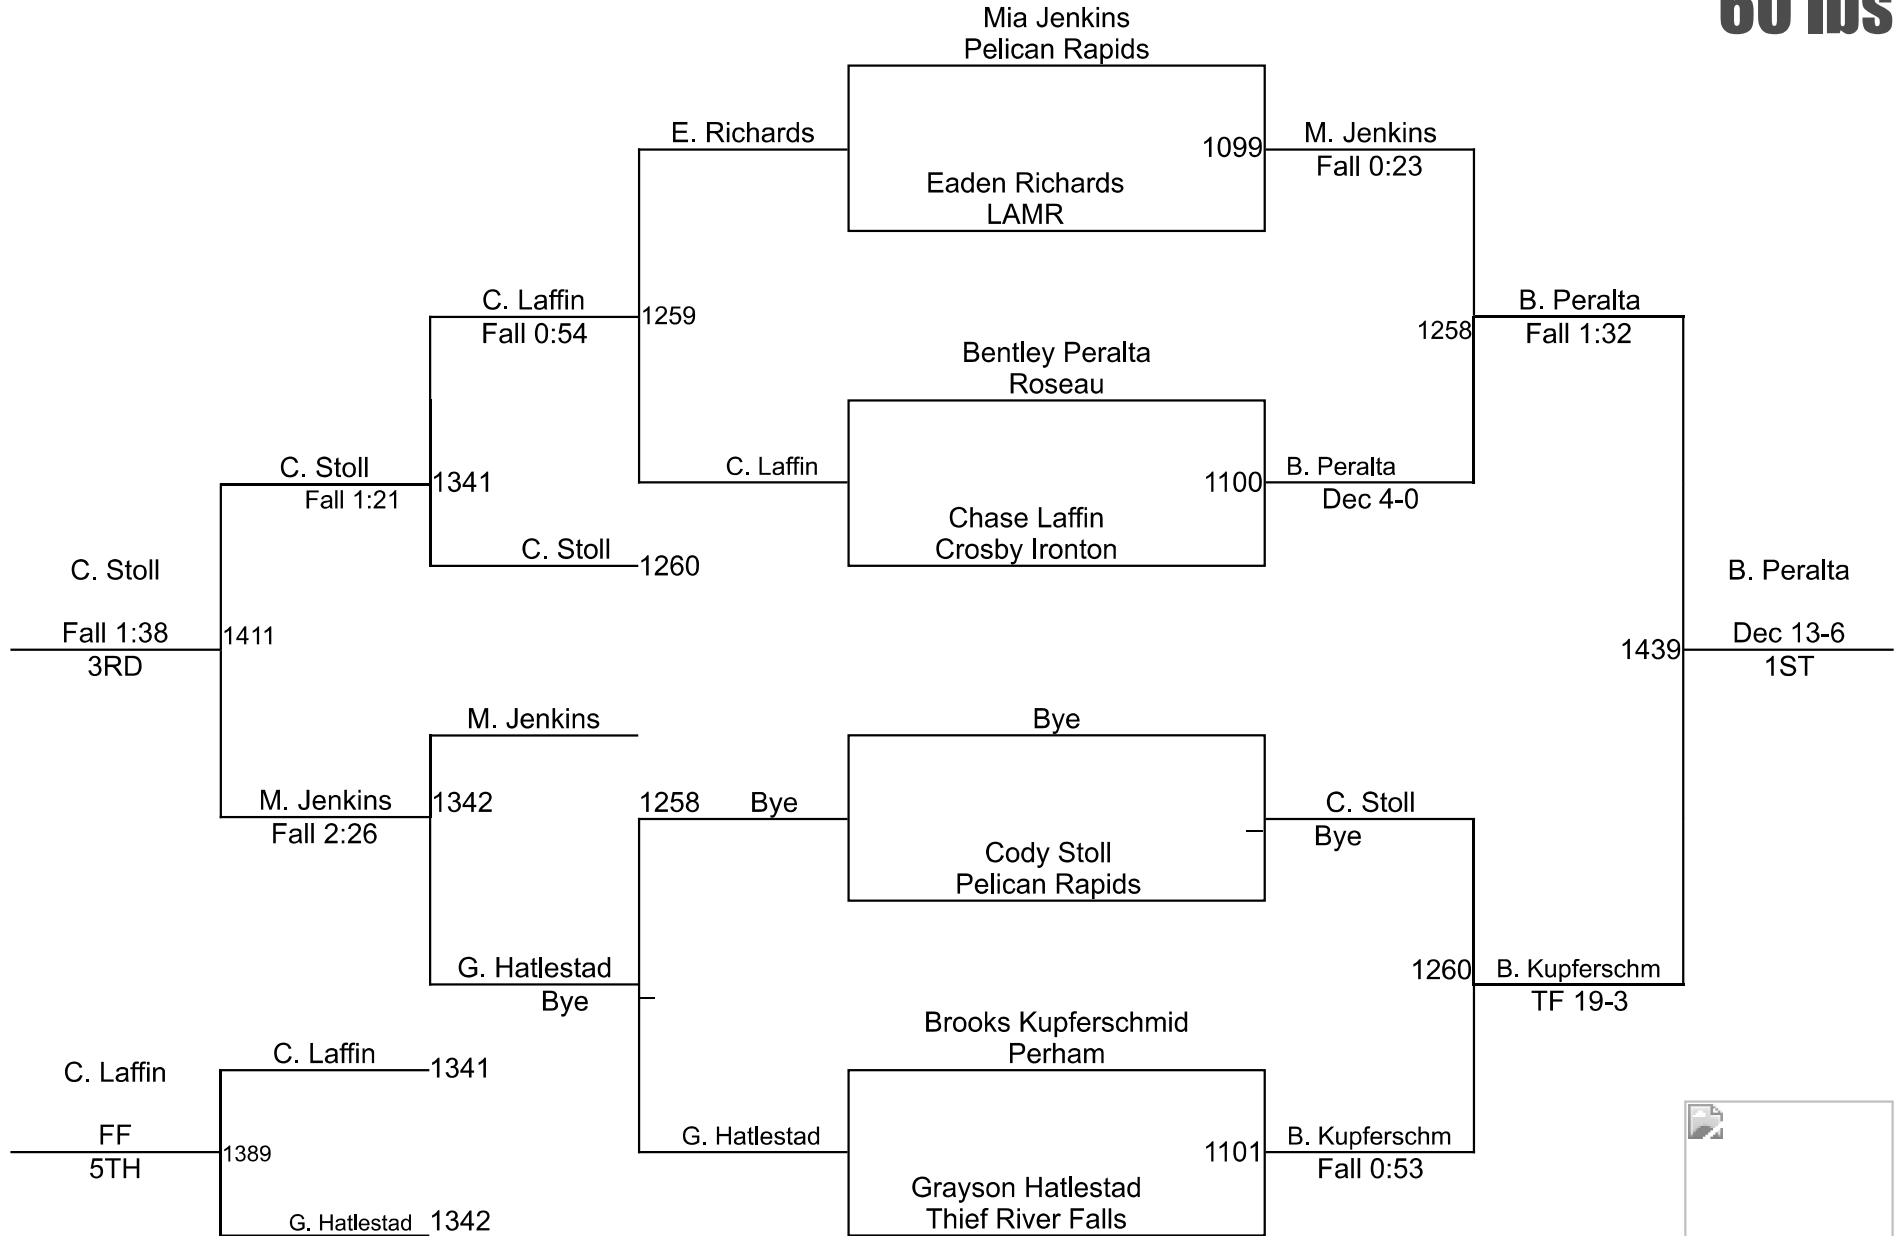 60 lbs
Mia Jenkins
Pelican Rapids
E. Richards
1099
M. Jenkins
Fall 0:23
Eaden Richards
LAMR
C. Laffin
Fall 0:54
1259
1258
B. Peralta
Fall 1:32
Bentley Peralta
Roseau
C. Stoll
Fall 1:21
1341
C. Laffin
1100
B. Peralta
Dec 4-0
Chase Laffin
Crosby Ironton
C. Stoll
1260
C. Stoll
Fall 1:38
3RD
1411
B. Peralta
1439
Dec 13-6
1ST
M. Jenkins
Bye
M. Jenkins
Fall 2:26
1342
1258
Bye
C. Stoll
Bye
Cody Stoll
Pelican Rapids
G. Hatlestad
Bye
1260
B. Kupferschm
TF 19-3
Brooks Kupferschmid
Perham
C. Laffin
1341
C. Laffin
FF
5TH
1389
G. Hatlestad
1101
B. Kupferschm
Fall 0:53
Grayson Hatlestad
Thief River Falls
G. Hatlestad
1342